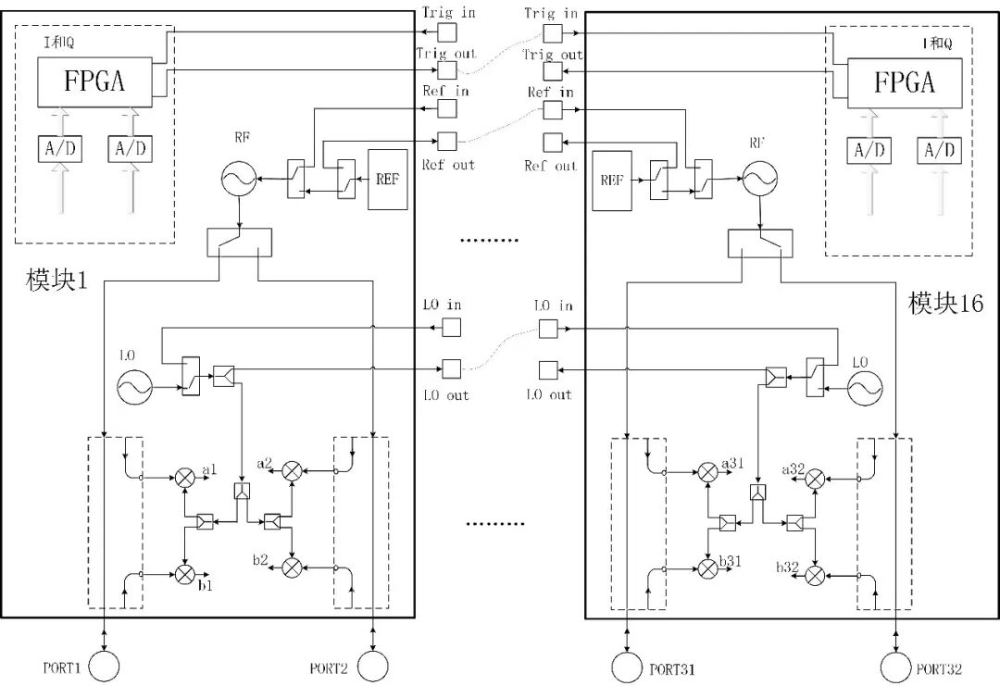 Trig in
I和Q
FPGA
Trig out
Ref in
A/D
A/D
RF
Ref out
REF
模块1
LO in
LO
LO out
a1
a2
b1
b2
PORT1
PORT2
.........
.........
Trig in
I和Q
Trig out
FPGA
Ref in
A/D
A/D
RF
Ref out
REF
模块16
LO in
LO
LO out
a31
a32
b31
b32
PORT31
PORT32